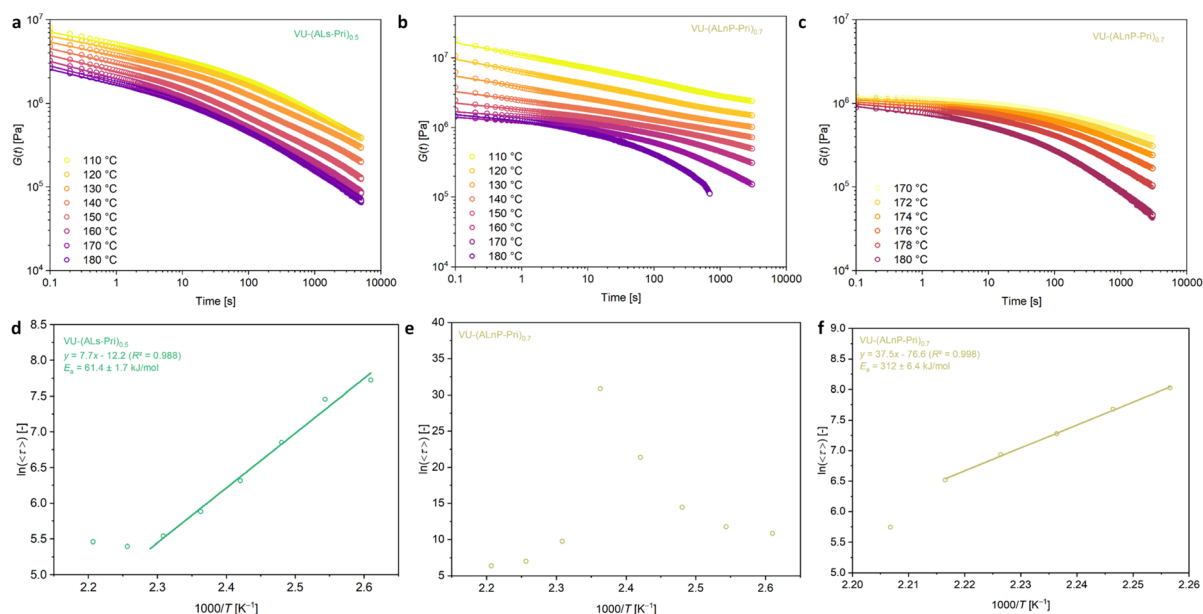 a
VU-(ALs-Pri)0.5
10^7
10^6
10^5
10^4
G(t) [Pa]
110 °C
120 °C
130 °C
140 °C
150 °C
160 °C
170 °C
180 °C
0.1 1 10 100 1000 10000
Time [s]
b
VU-(ALnP-Pri)0.7
10^7
10^6
10^5
10^4
G(t) [Pa]
110 °C
120 °C
130 °C
140 °C
150 °C
160 °C
170 °C
180 °C
0.1 1 10 100 1000 10000
Time [s]
c
VU-(ALnP-Pri)0.7
10^7
10^6
10^5
10^4
G(t) [Pa]
170 °C
172 °C
174 °C
176 °C
178 °C
180 °C
0.1 1 10 100 1000 10000
Time [s]
d
VU-(ALs-Pri)0.5
y = 7.7x - 12.2 (R² = 0.988)
Ea = 61.4 ± 1.7 kJ/mol
8.5
8.0
7.5
7.0
6.5
6.0
5.5
5.0
ln(<τ>) [-]
2.2 2.3 2.4 2.5 2.6
1000/T [K⁻¹]
e
VU-(ALnP-Pri)0.7
40
35
30
25
20
15
10
5
ln(<τ>) [-]
2.2 2.3 2.4 2.5 2.6
1000/T [K⁻¹]
f
VU-(ALnP-Pri)0.7
y = 37.5x - 76.6 (R² = 0.998)
Ea = 312 ± 6.4 kJ/mol
9.0
8.5
8.0
7.5
7.0
6.5
6.0
5.5
5.0
ln(<τ>) [-]
2.20 2.21 2.22 2.23 2.24 2.25 2.26
1000/T [K⁻¹]